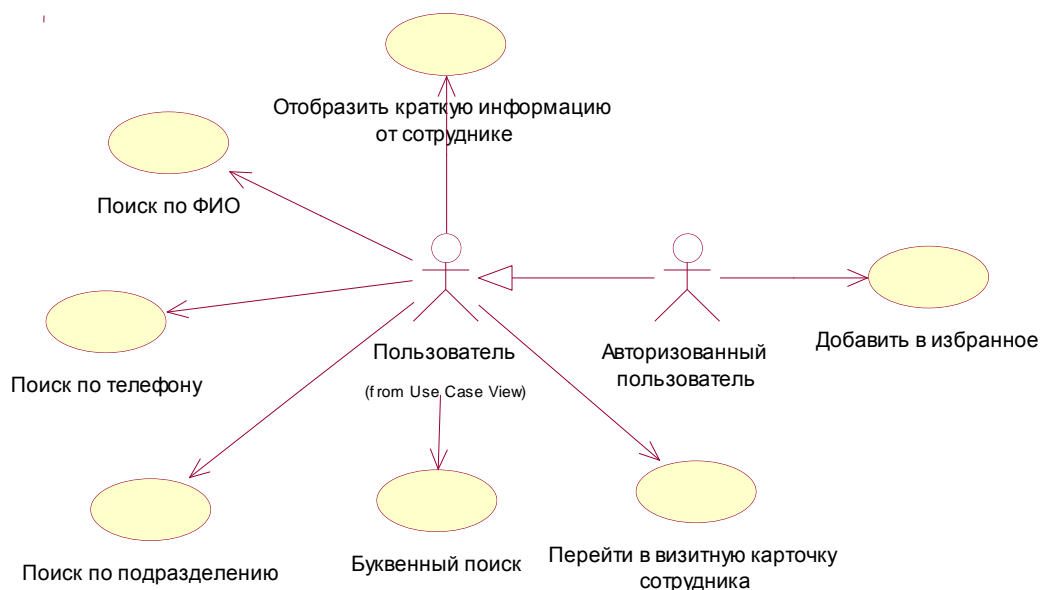 Отобразить краткую информацию
от сотруднике
Поиск по ФИО
Пользователь
(from Use Case View)
Авторизованный
пользователь
Добавить в избранное
Поиск по телефону
Поиск по подразделению
Буквенный поиск
Перейти в визитную карточку
сотрудника